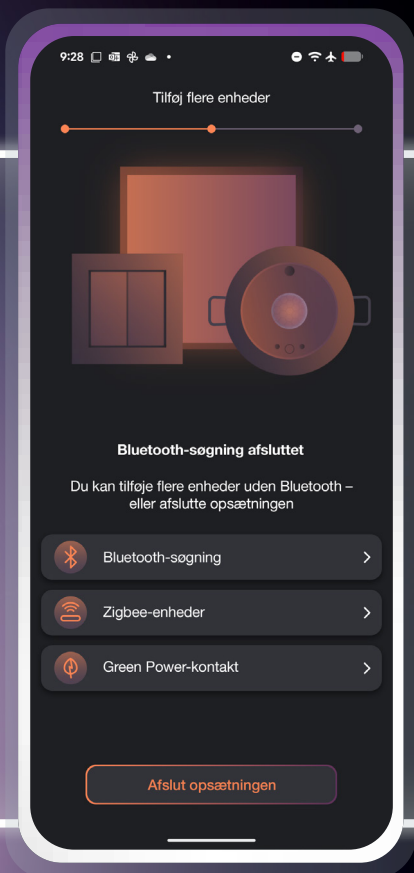 9:28
Tilføj flere enheder
Bluetooth-søgning afsluttet
Du kan tilføje flere enheder uden Bluetooth –
eller afslutte opsætningen
Bluetooth-søgning
Zigbee-enheder
Green Power-kontakt
Afslut opsætningen